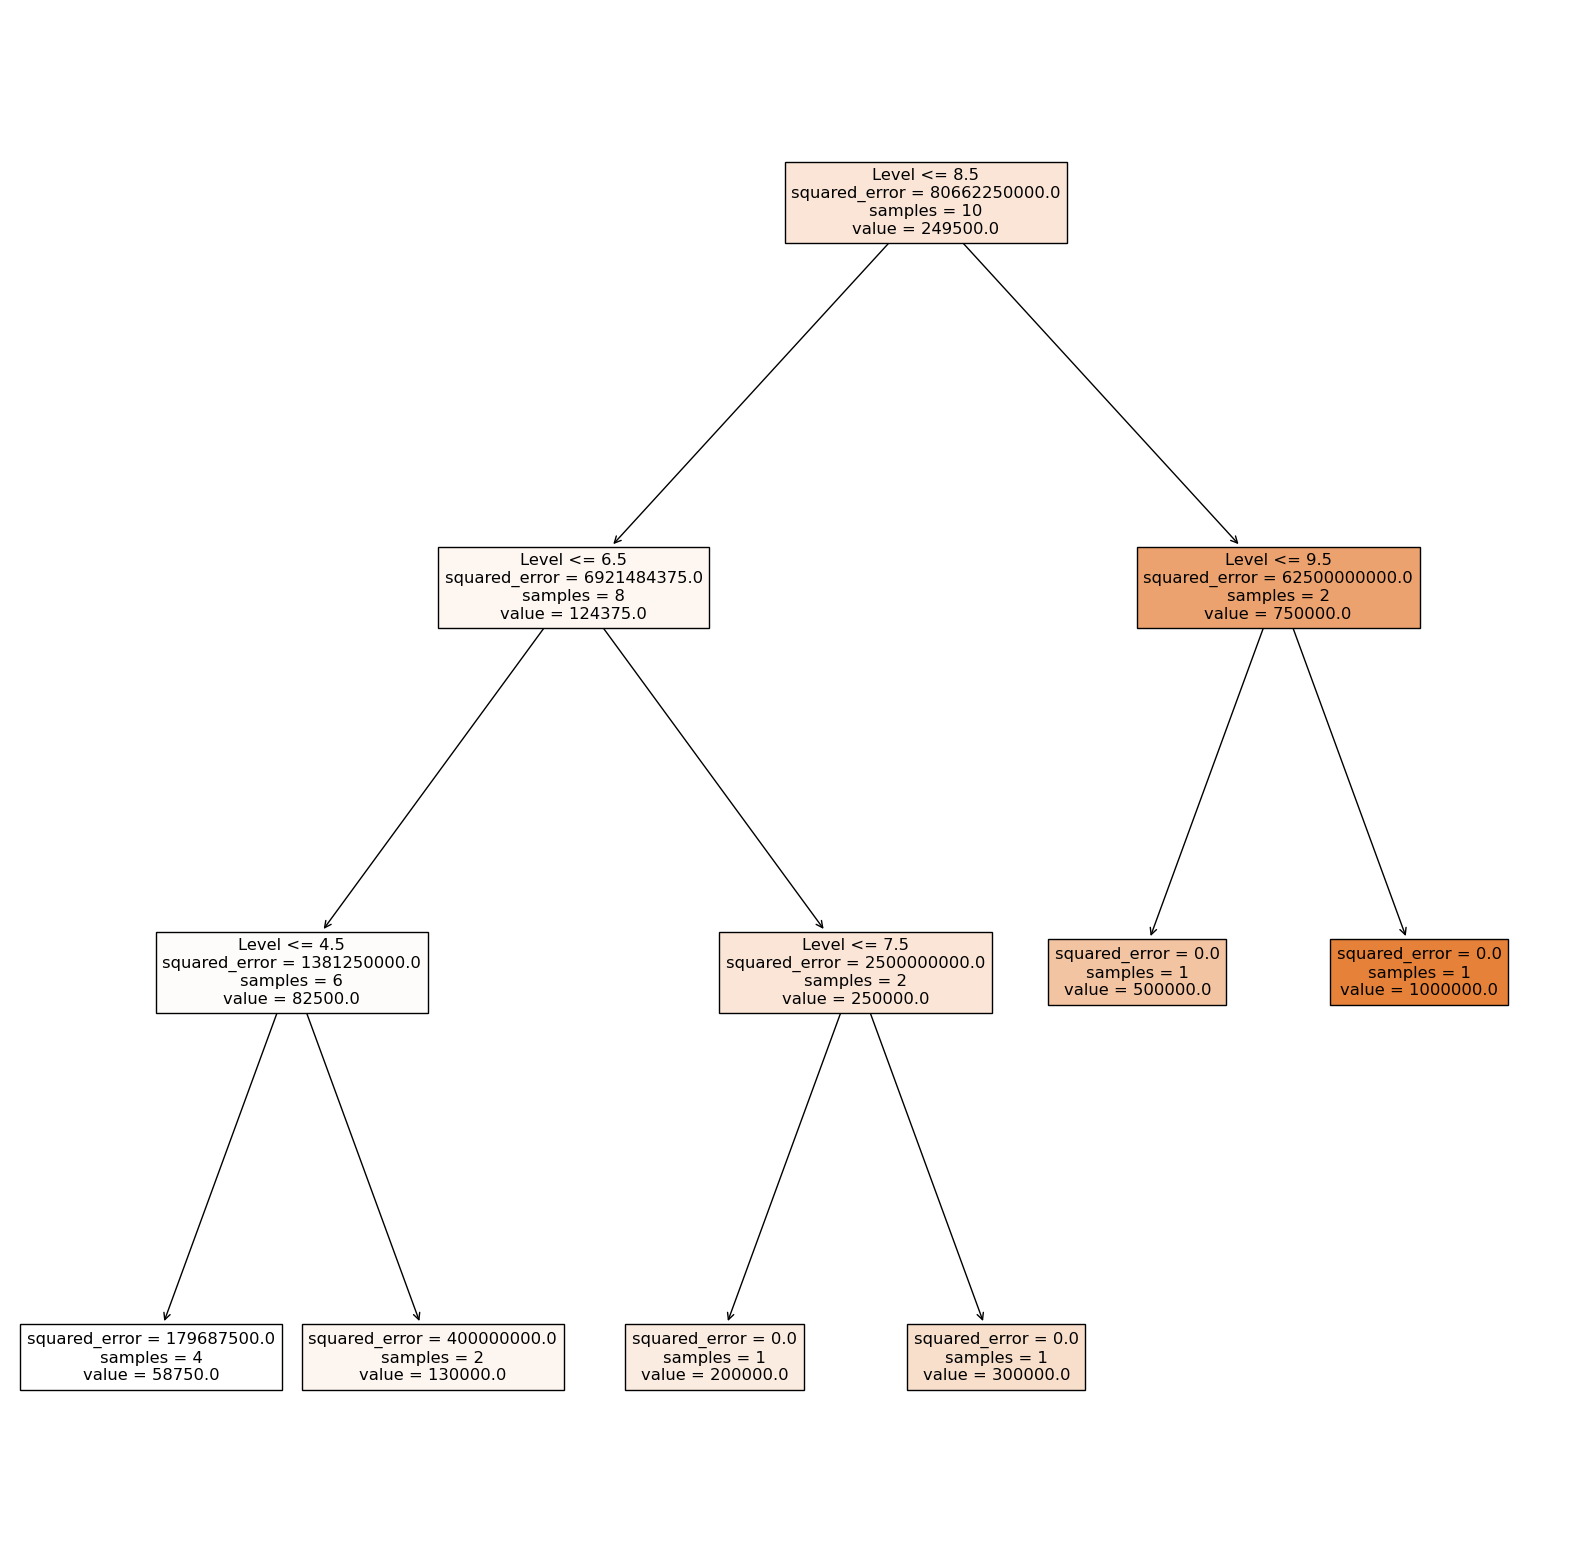 Level <= 8.5
squared_error = 80662250000.0
samples = 10
value = 249500.0
Level <= 6.5
squared_error = 6921484375.0
samples = 8
value = 124375.0
Level <= 9.5
squared_error = 62500000000.0
samples = 2
value = 750000.0
Level <= 4.5
squared_error = 1381250000.0
samples = 6
value = 82500.0
Level <= 7.5
squared_error = 2500000000.0
samples = 2
value = 250000.0
squared_error = 0.0
samples = 1
value = 500000.0
squared_error = 0.0
samples = 1
value = 1000000.0
squared_error = 179687500.0
samples = 4
value = 58750.0
squared_error = 400000000.0
samples = 2
value = 130000.0
squared_error = 0.0
samples = 1
value = 200000.0
squared_error = 0.0
samples = 1
value = 300000.0